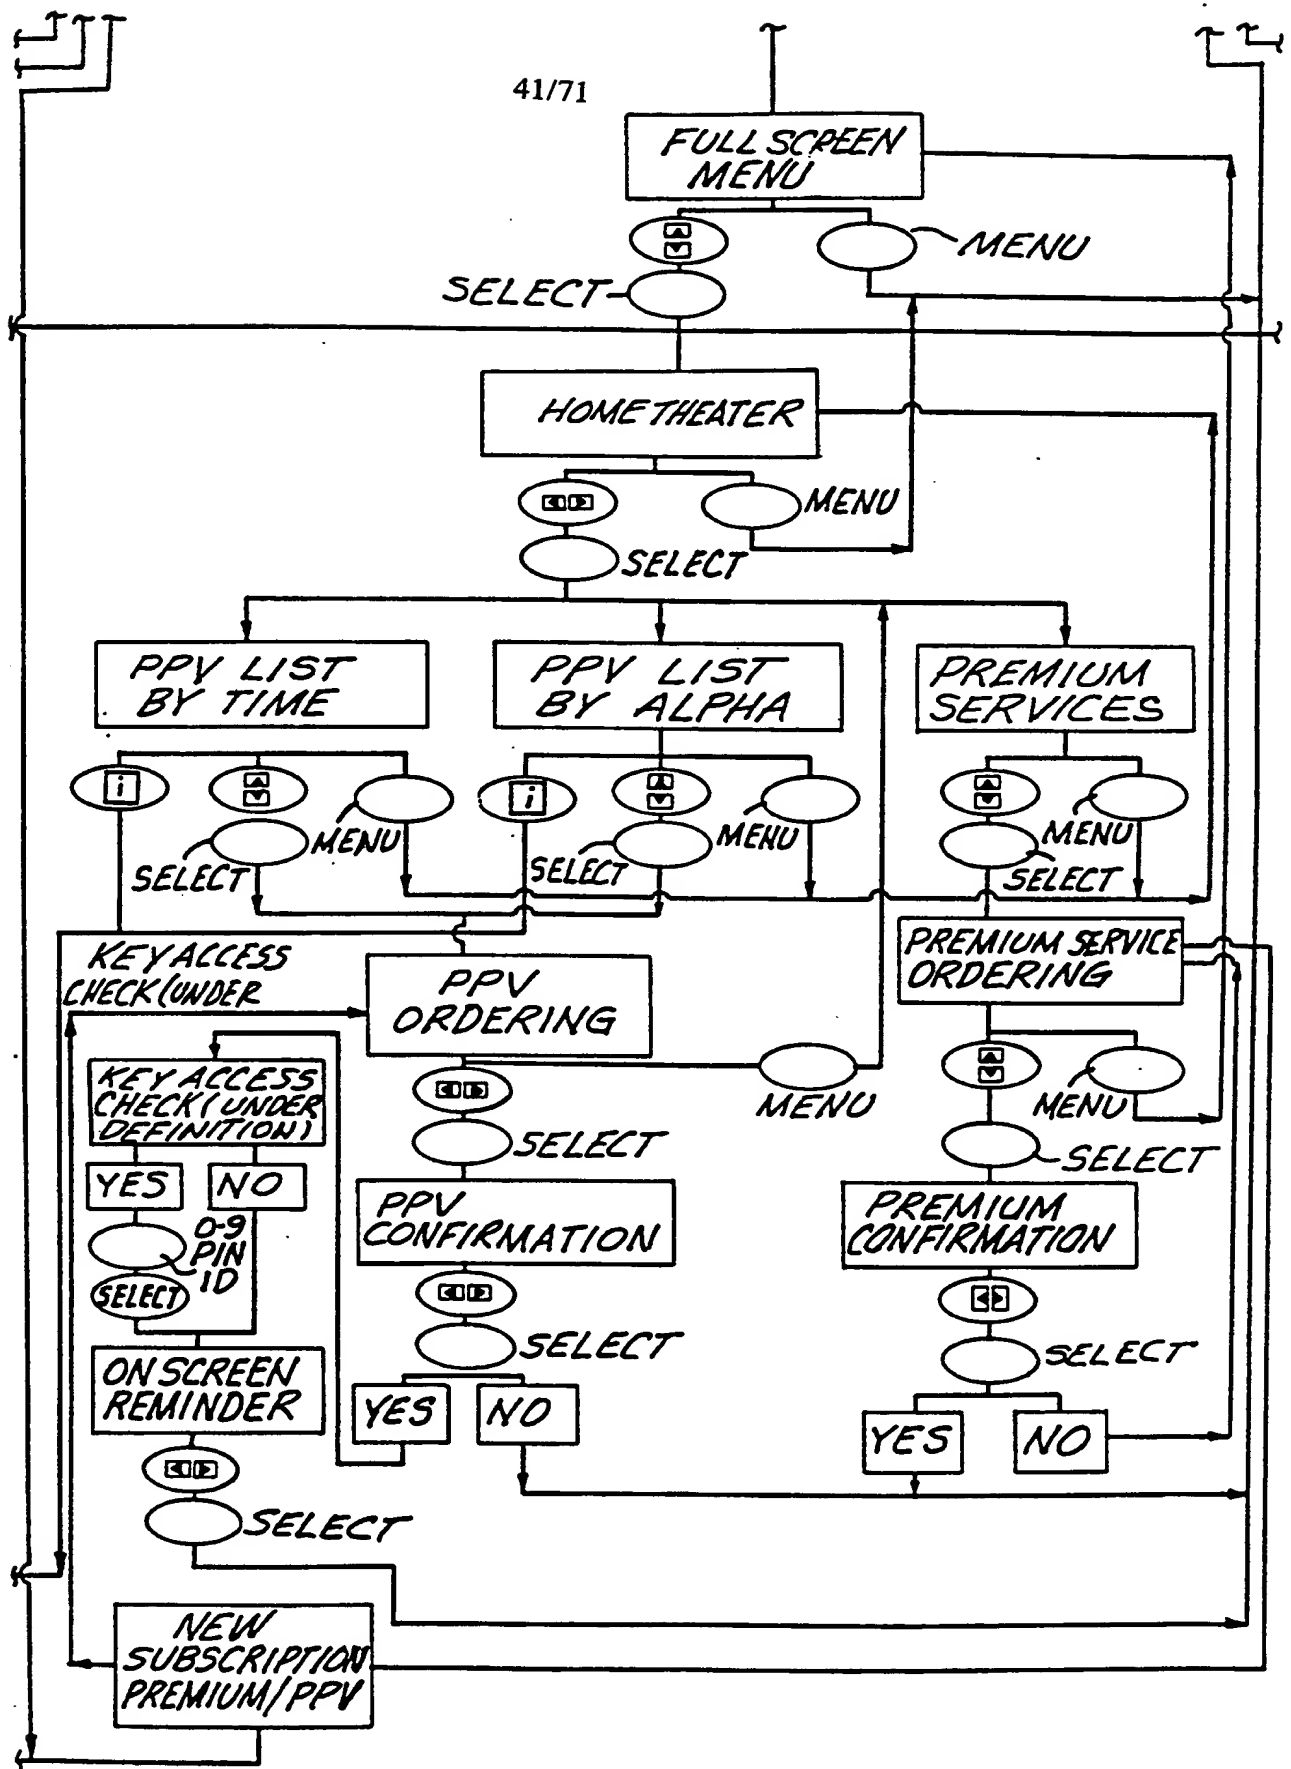 41/71
FULL SCREEN
MENU
MENU
SELECT
HOME THEATER
MENU
SELECT
PPV LIST
BY TIME
PPV LIST
BY ALPHA
PREMIUM
SERVICES
i
MENU
SELECT
i
MENU
SELECT
MENU
SELECT
KEY ACCESS
CHECK (UNDER
PPV
ORDERING
PREMIUM SERVICE
ORDERING
KEY ACCESS
CHECK (UNDER
DEFINITION)
MENU
MENU
SELECT
SELECT
YES
NO
0-9
PIN
ID
SELECT
PPV
CONFIRMATION
PREMIUM
CONFIRMATION
SELECT
SELECT
ON SCREEN
REMINDER
YES
NO
YES
NO
SELECT
NEW
SUBSCRIPTION
PREMIUM/PPV